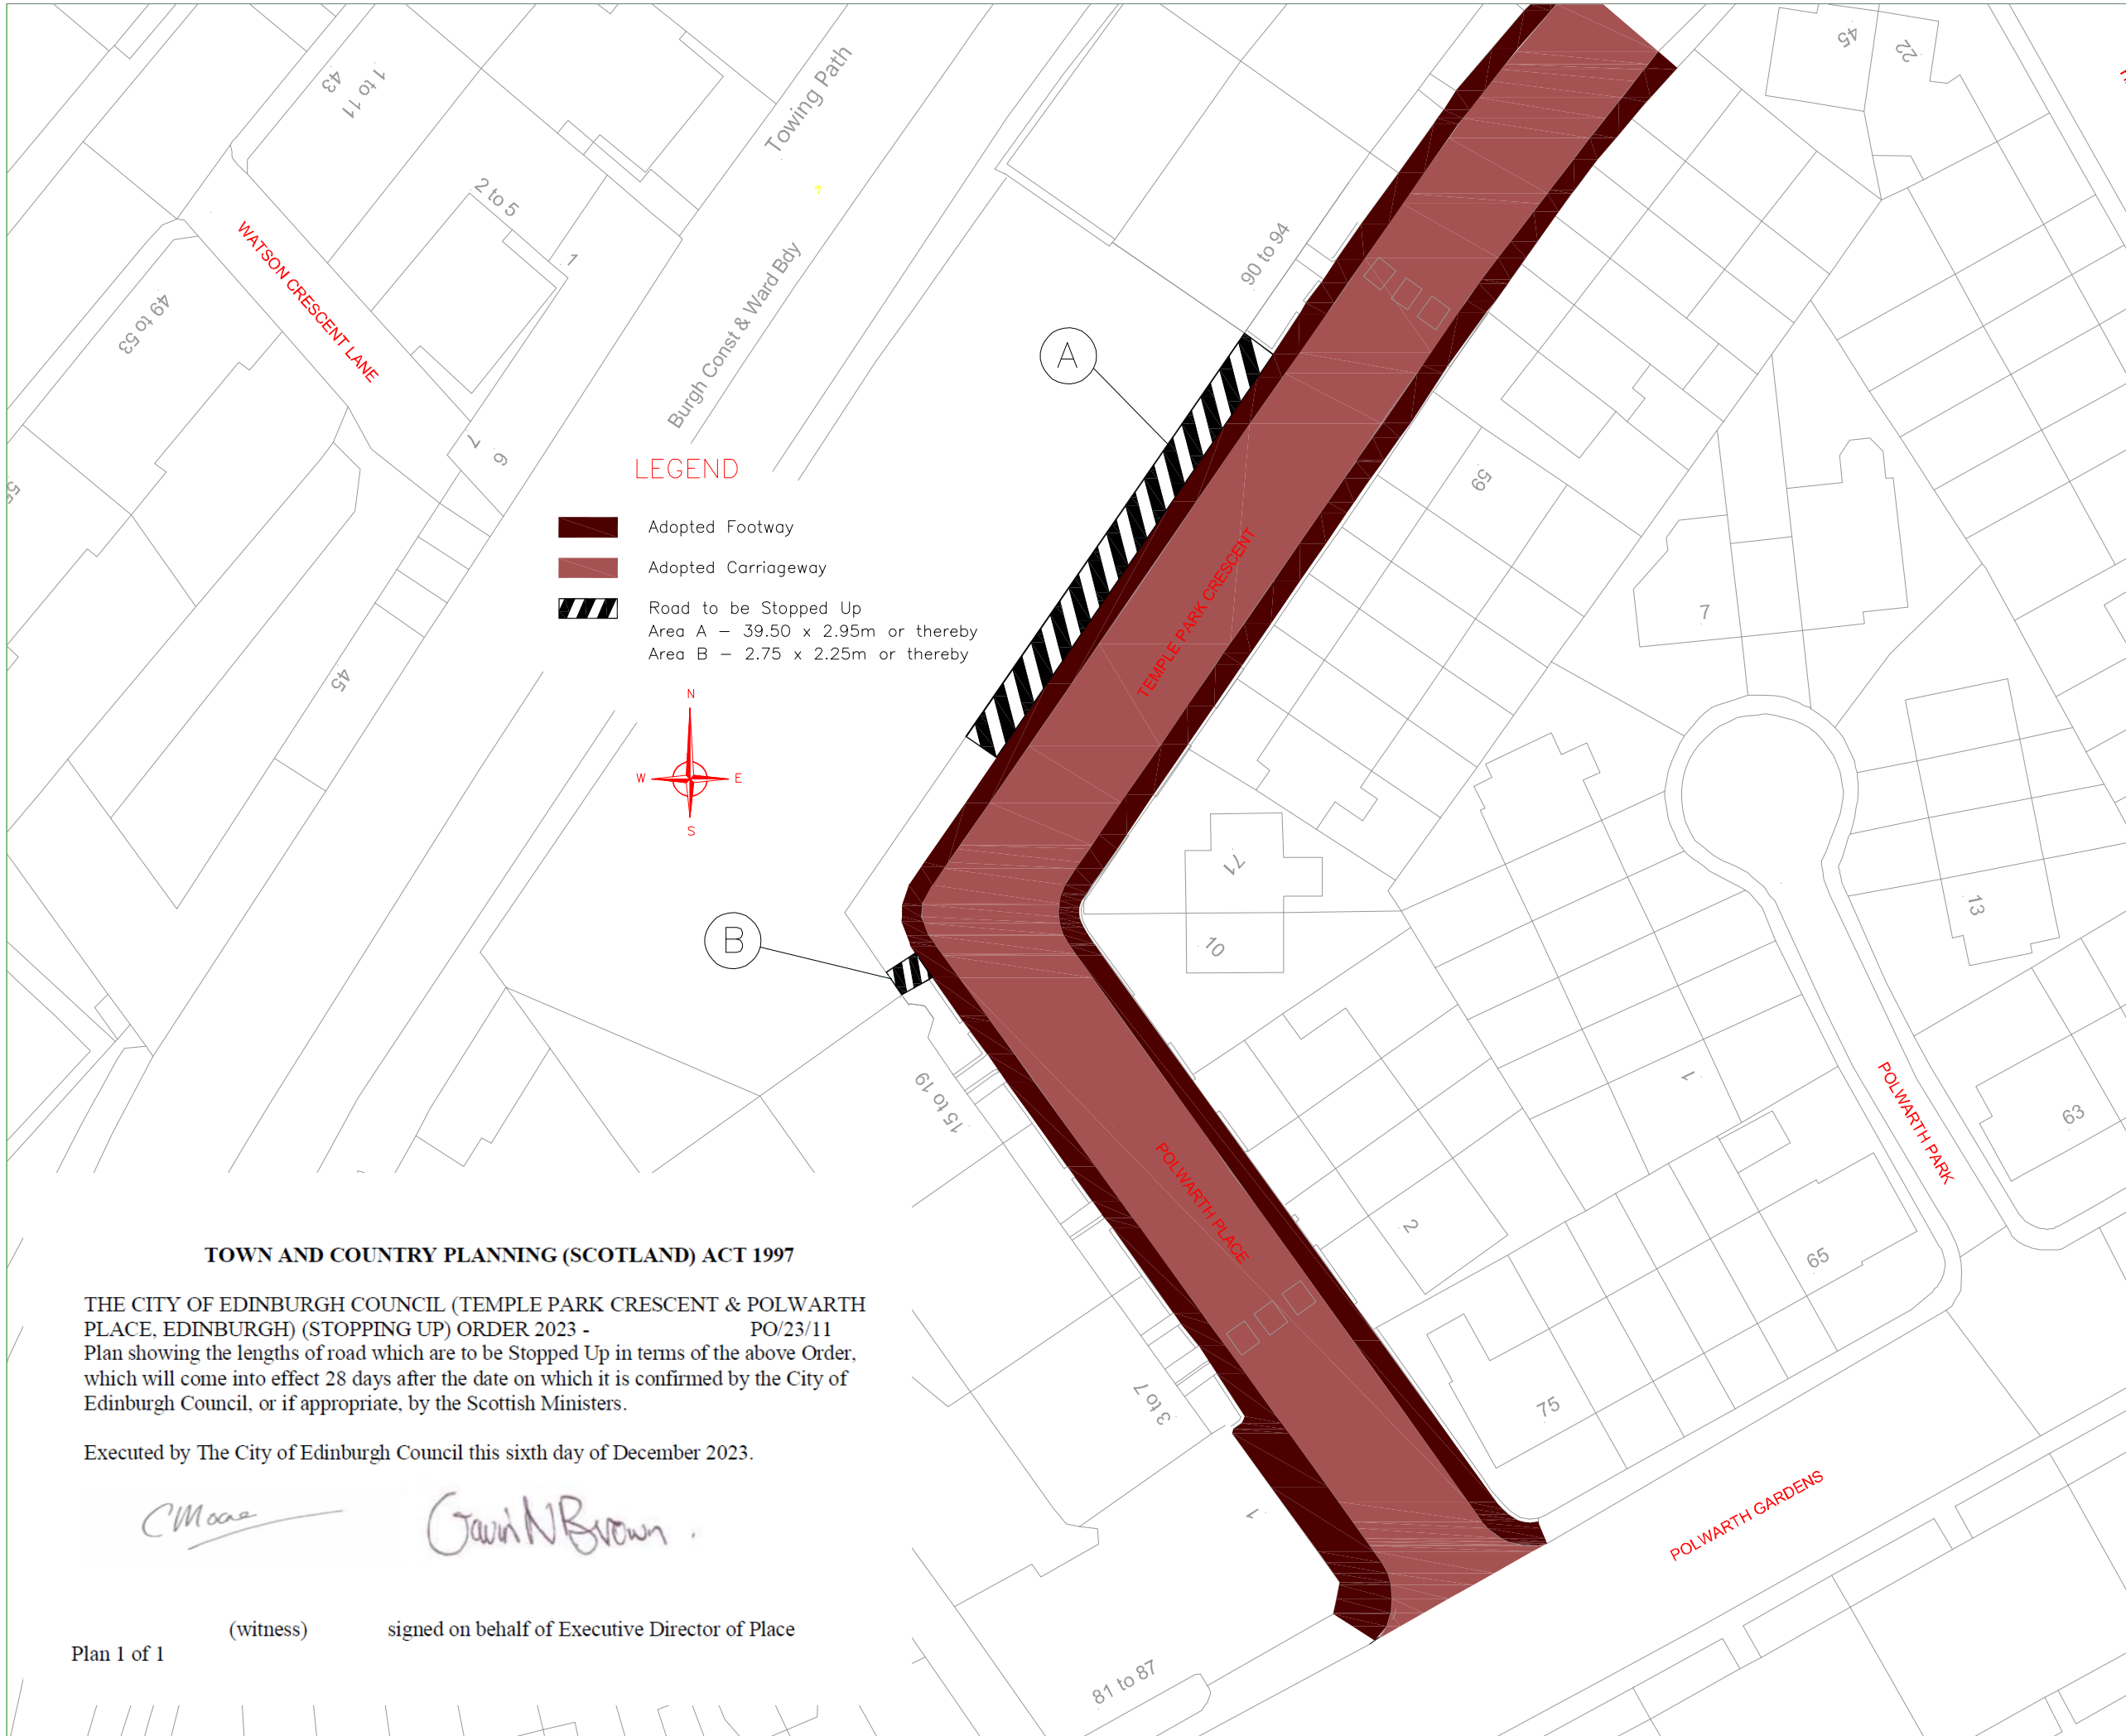 43
1 to 11
Towing Path
45
22
2 to 5
1
WATSON CRESCENT LANE
49 to 53
Burgh Const & Ward Bdy
90 to 94
A
7
6
59
LEGEND
Adopted Footway
Adopted Carriageway
Road to be Stopped Up
Area A – 39.50 x 2.95m or thereby
Area B – 2.75 x 2.25m or thereby
TEMPLE PARK CRESCENT
7
45
N
W
E
S
71
10
13
B
15 to 19
1
POLWARTH PARK
63
POLWARTH PLACE
2
65
3 to 7
75
1
POLWARTH GARDENS
81 to 87
TOWN AND COUNTRY PLANNING (SCOTLAND) ACT 1997
THE CITY OF EDINBURGH COUNCIL (TEMPLE PARK CRESCENT & POLWARTH
PLACE, EDINBURGH) (STOPPING UP) ORDER 2023 - PO/23/11
Plan showing the lengths of road which are to be Stopped Up in terms of the above Order,
which will come into effect 28 days after the date on which it is confirmed by the City of
Edinburgh Council, or if appropriate, by the Scottish Ministers.
Executed by The City of Edinburgh Council this sixth day of December 2023.
CMoore
Gavin N Brown.
(witness) signed on behalf of Executive Director of Place
Plan 1 of 1